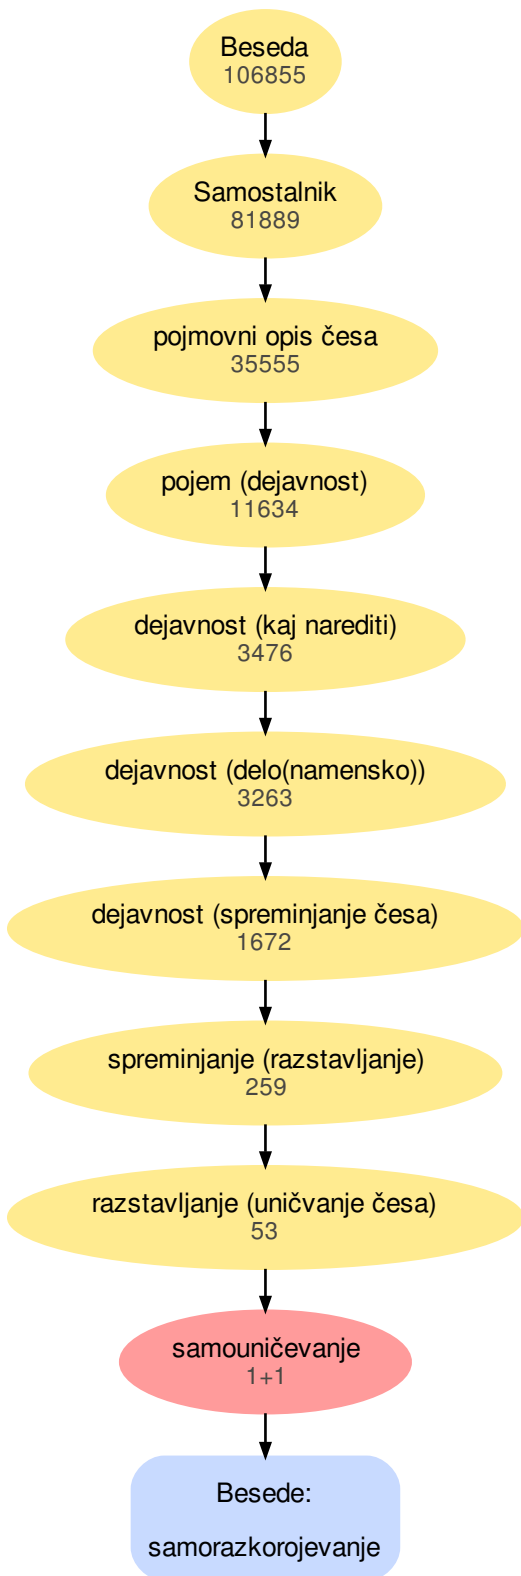 Beseda
106855
Samostalnik
81889
pojmovni opis česa
35555
pojem (dejavnost)
11634
dejavnost (kaj narediti)
3476
dejavnost (delo(namensko))
3263
dejavnost (spreminjanje česa)
1672
spreminjanje (razstavljanje)
259
razstavljanje (uničvanje česa)
53
samouničevanje
1+1
Besede:
samorazkorojevanje